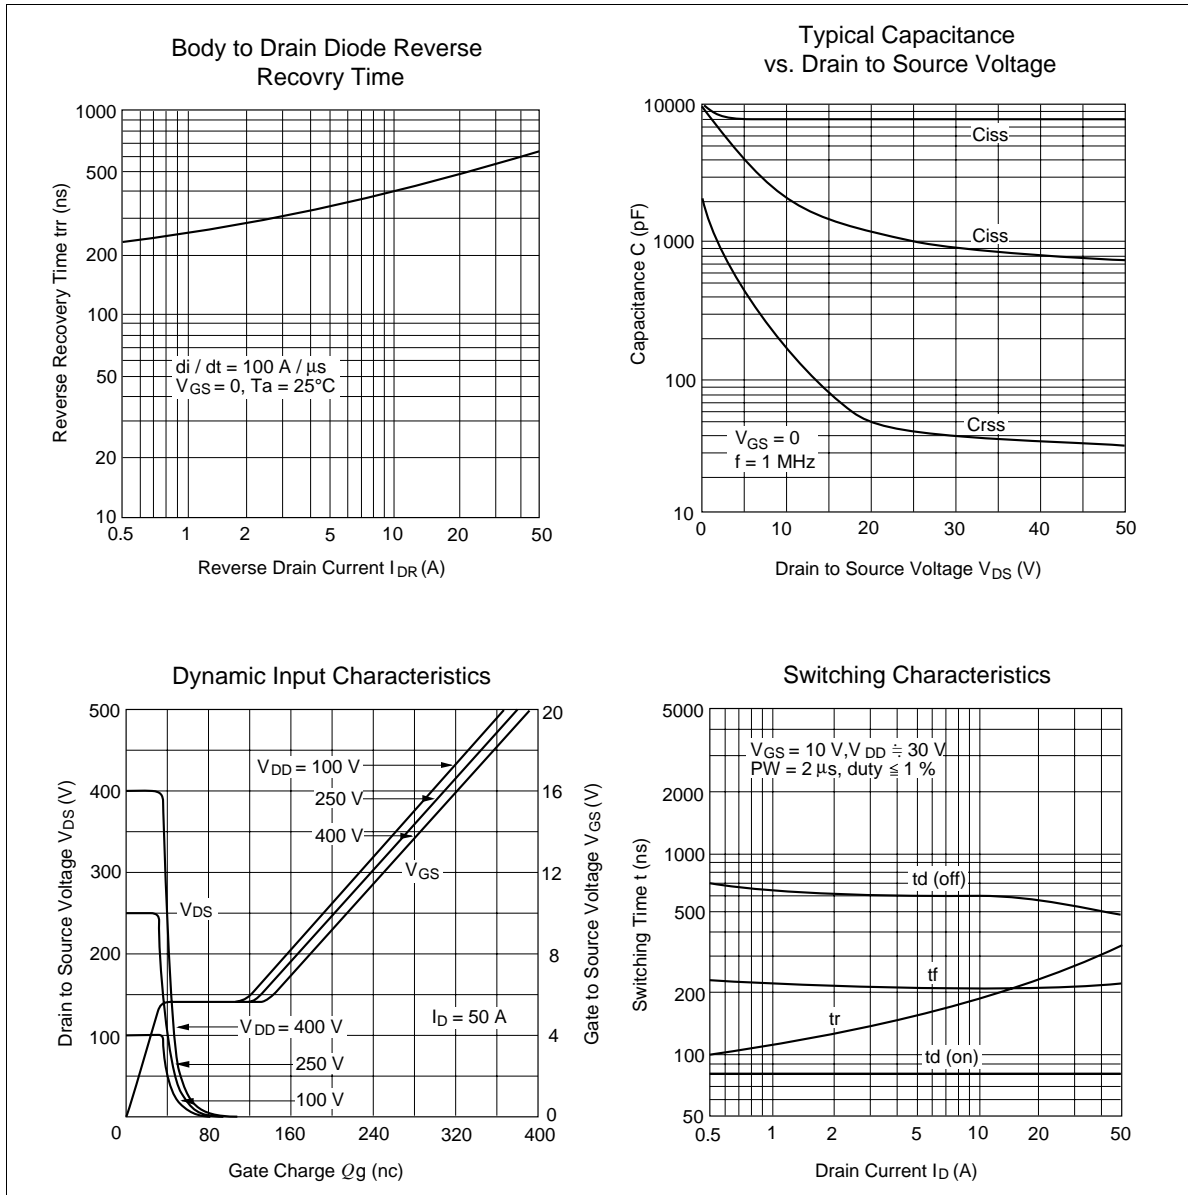 Body to Drain Diode Reverse
Recovry Time
1000
500
200
100
50
20
10
Reverse Recovery Time trr (ns)
di / dt = 100 A / μs
VGS = 0, Ta = 25°C
0.5 1 2 5 10 20 50
Reverse Drain Current IDR (A)
Typical Capacitance
vs. Drain to Source Voltage
10000
1000
100
10
Capacitance C (pF)
Ciss
Ciss
Crss
VGS = 0
f = 1 MHz
0 10 20 30 40 50
Drain to Source Voltage VDS (V)
Dynamic Input Characteristics
500
400
300
200
100
0
Drain to Source Voltage VDS (V)
20
16
12
8
4
0
Gate to Source Voltage VGS (V)
VDD = 100 V
250 V
400 V
VGS
VDS
ID = 50 A
VDD = 400 V
250 V
100 V
80 160 240 320 400
Gate Charge Qg (nc)
Switching Characteristics
5000
2000
1000
500
200
100
50
Switching Time t (ns)
VGS = 10 V, VDD ≒ 30 V
PW = 2 μs, duty ≦ 1 %
td (off)
tf
tr
td (on)
0.5 1 2 5 10 20 50
Drain Current ID (A)